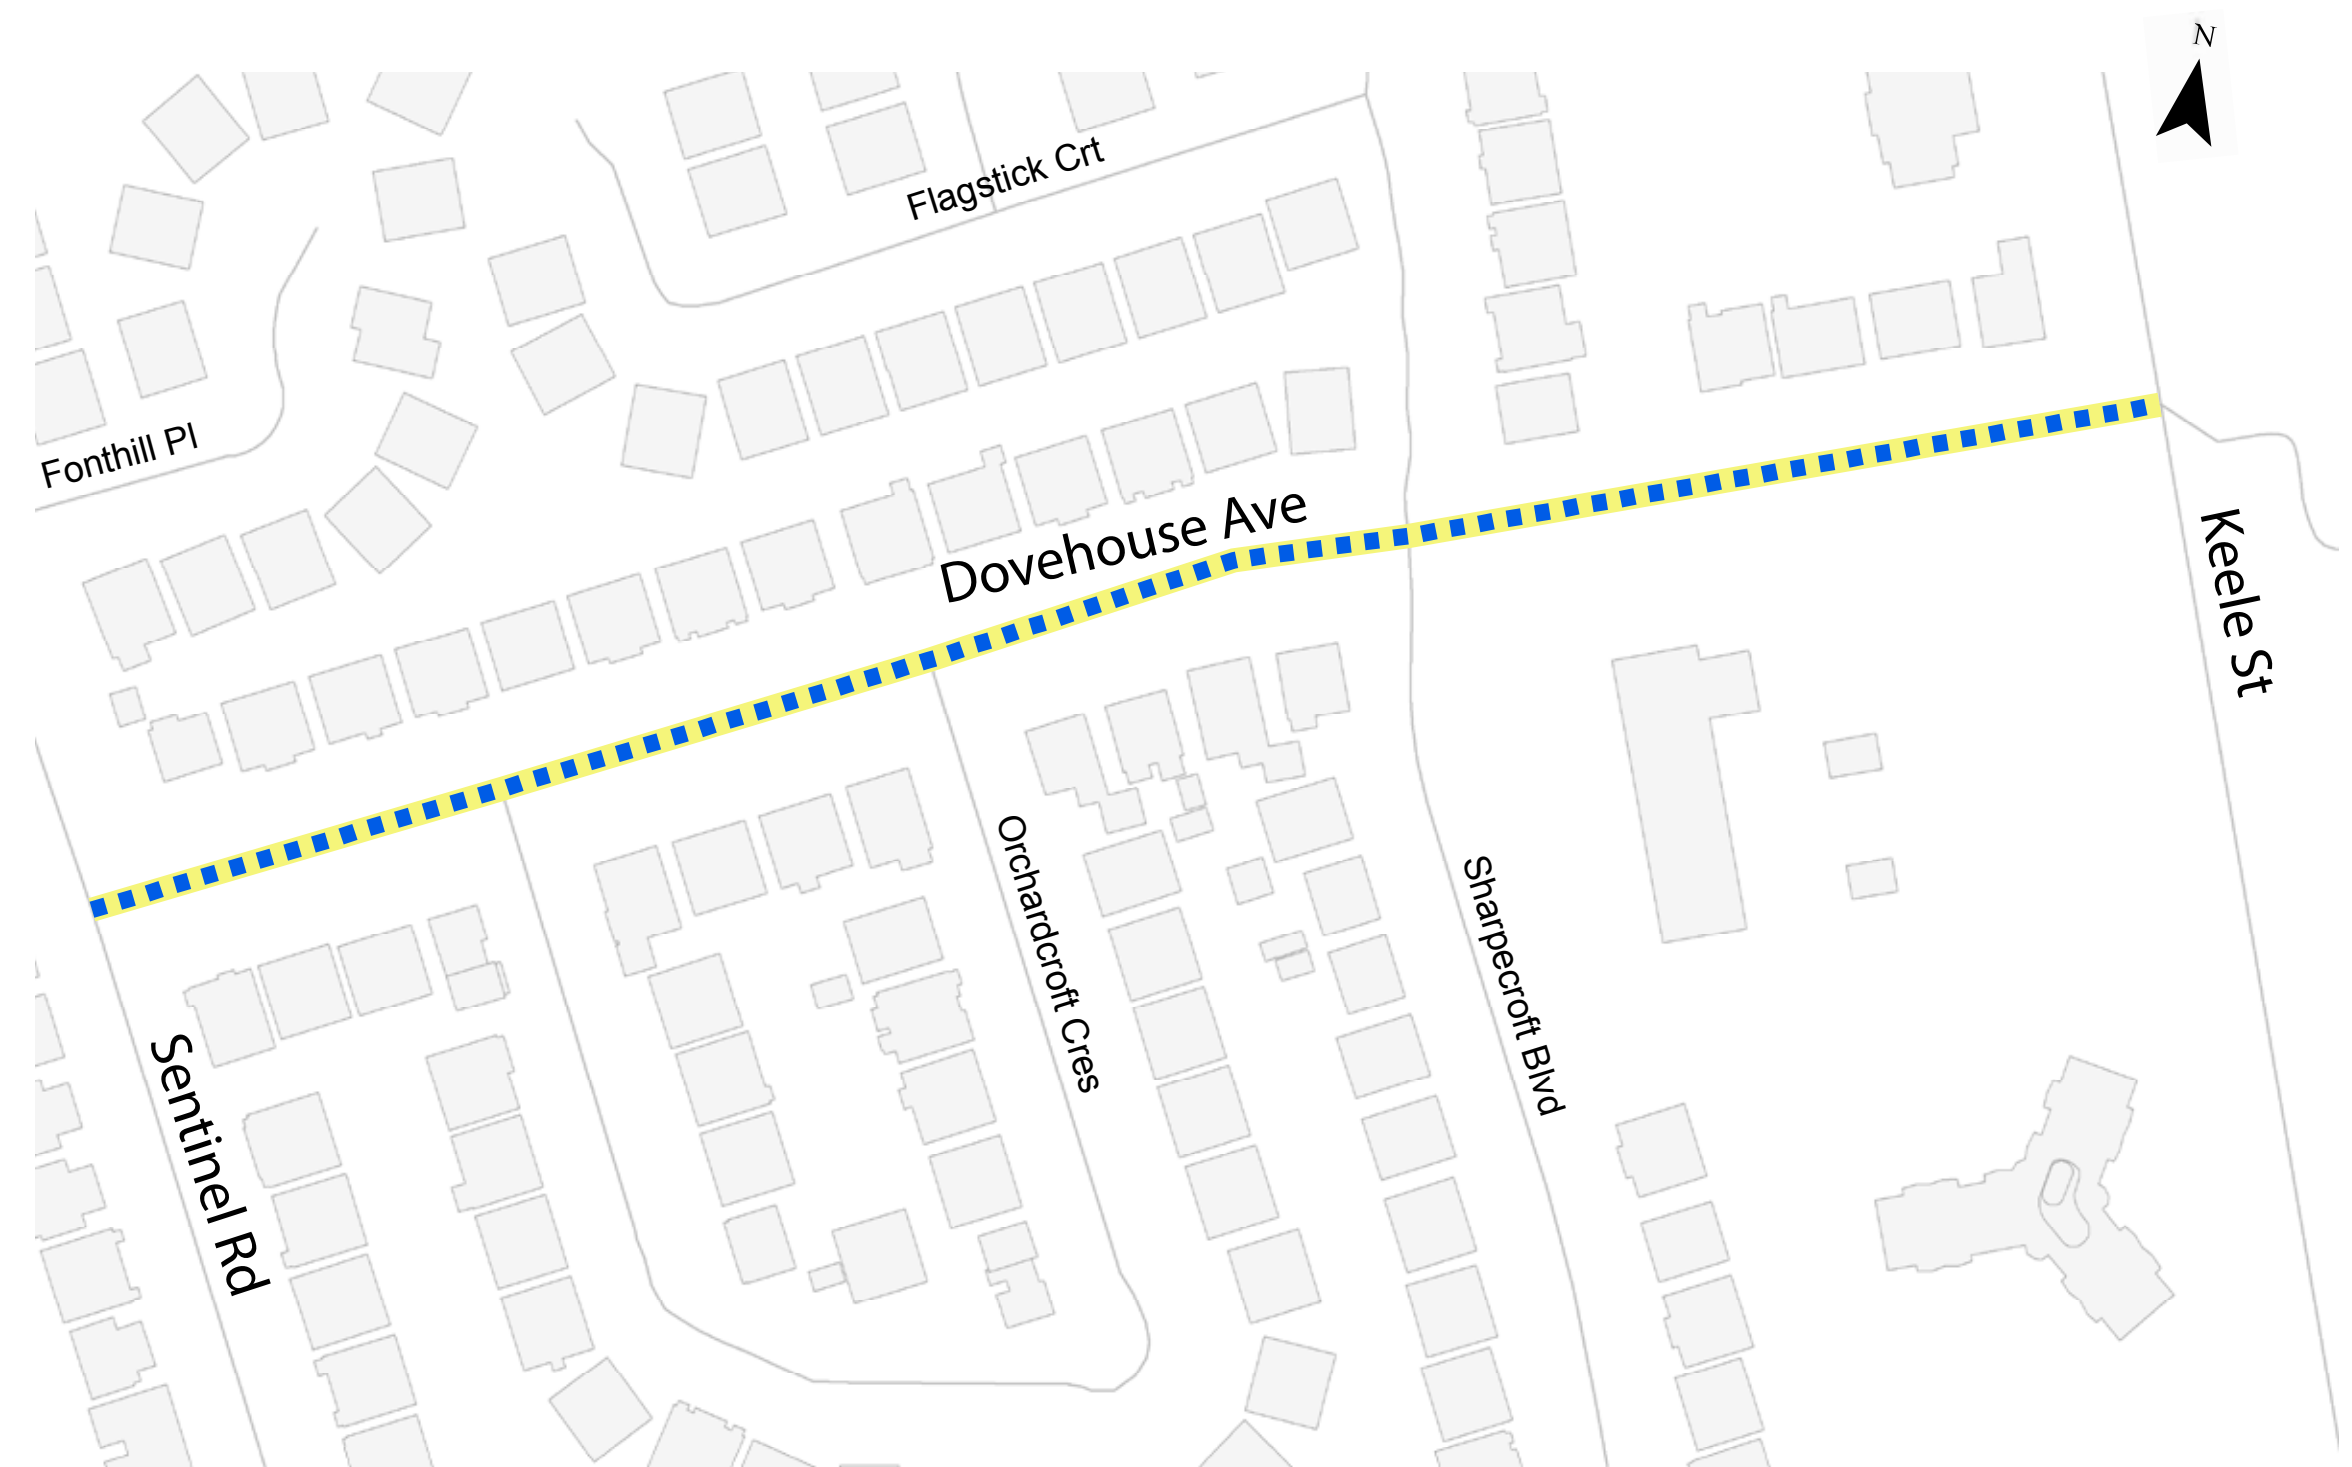 N
Flagstick Crt
Fonthill Pl
Dovehouse Ave
Keele St
Orchardcroft Cres
Sharpecroft Blvd
Sentinel Rd